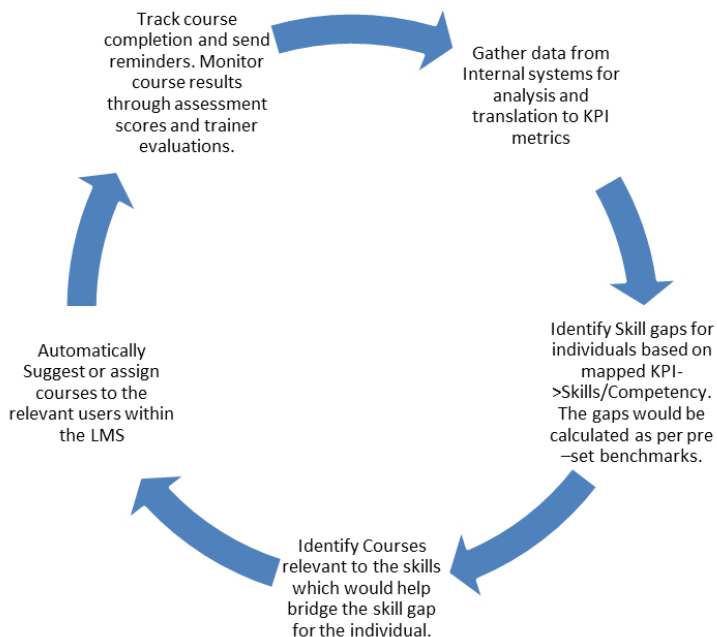 Track course
completion and send
reminders. Monitor
course results
through assessment
scores and trainer
evaluations.
Gather data from
Internal systems for
analysis and
translation to KPI
metrics
Identify Skill gaps for
individuals based on
mapped KPI-
>Skills/Competency.
The gaps would be
calculated as per pre
–set benchmarks.
Identify Courses
relevant to the skills
which would help
bridge the skill gap
for the individual.
Automatically
Suggest or assign
courses to the
relevant users within
the LMS